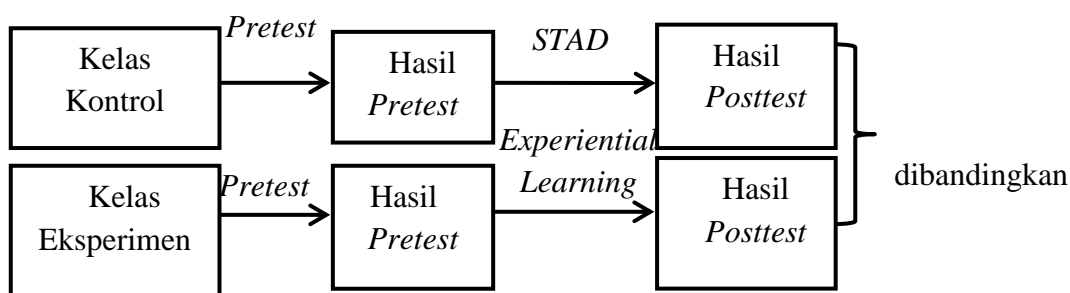 Pretest
STAD
Kelas
Kontrol
Hasil
Pretest
Hasil
Posttest
Experiential
Learning
Pretest
Kelas
Eksperimen
Hasil
Pretest
Hasil
Posttest
dibandingkan